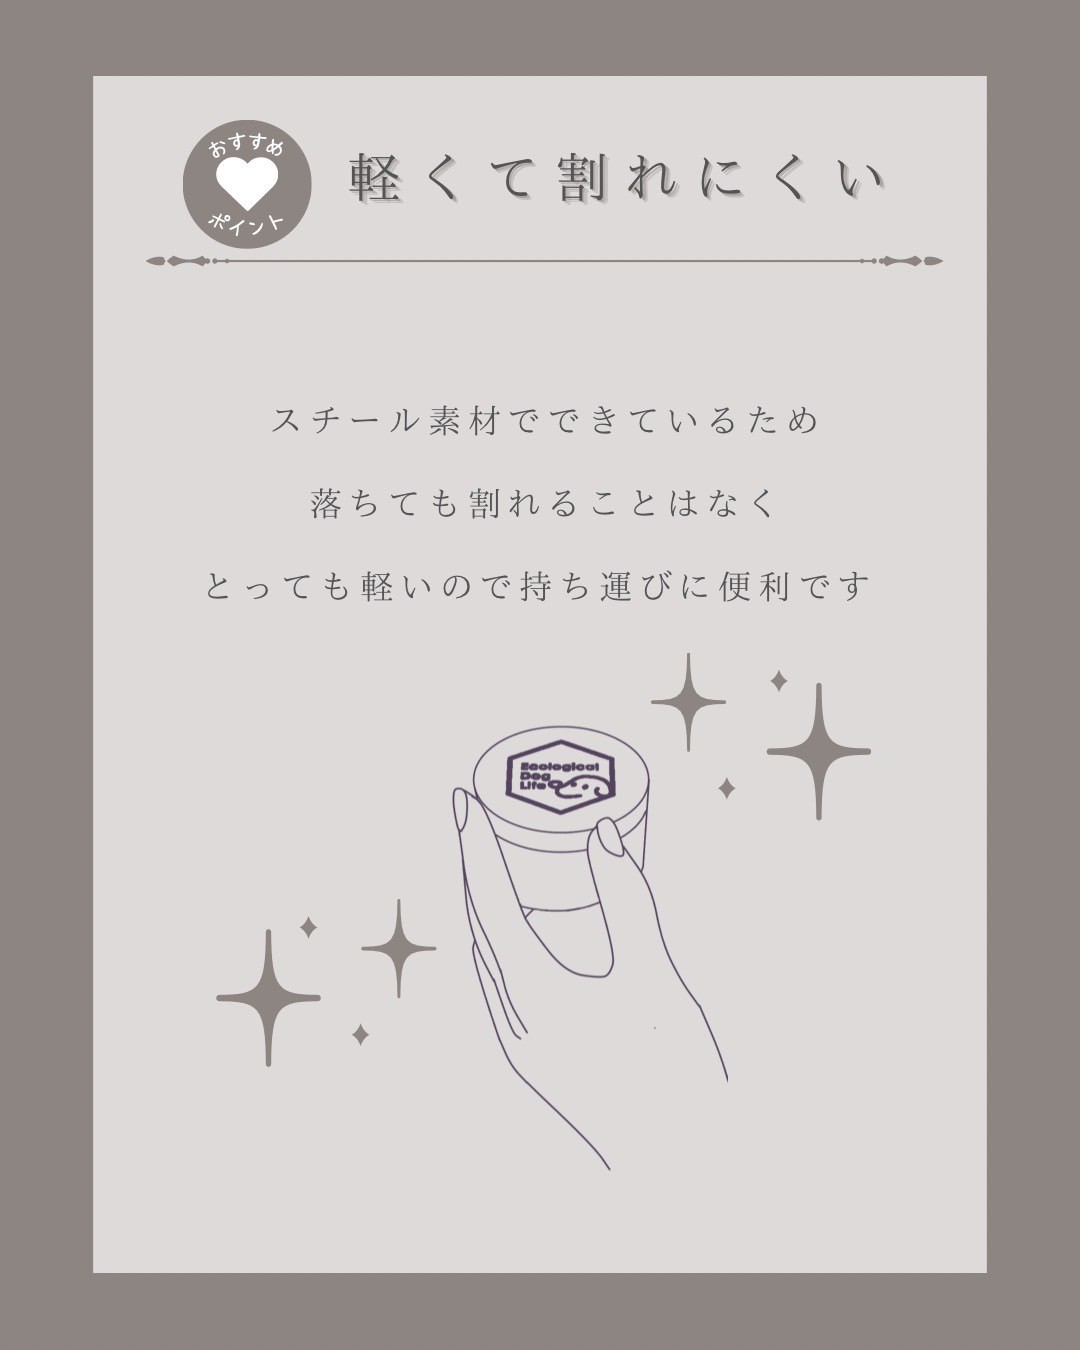 おすすめ
ポイント
軽くて割れにくい
スチール素材でできているため
落ちても割れることはなく
とっても軽いので持ち運びに便利です
Ecological
Dog
Life